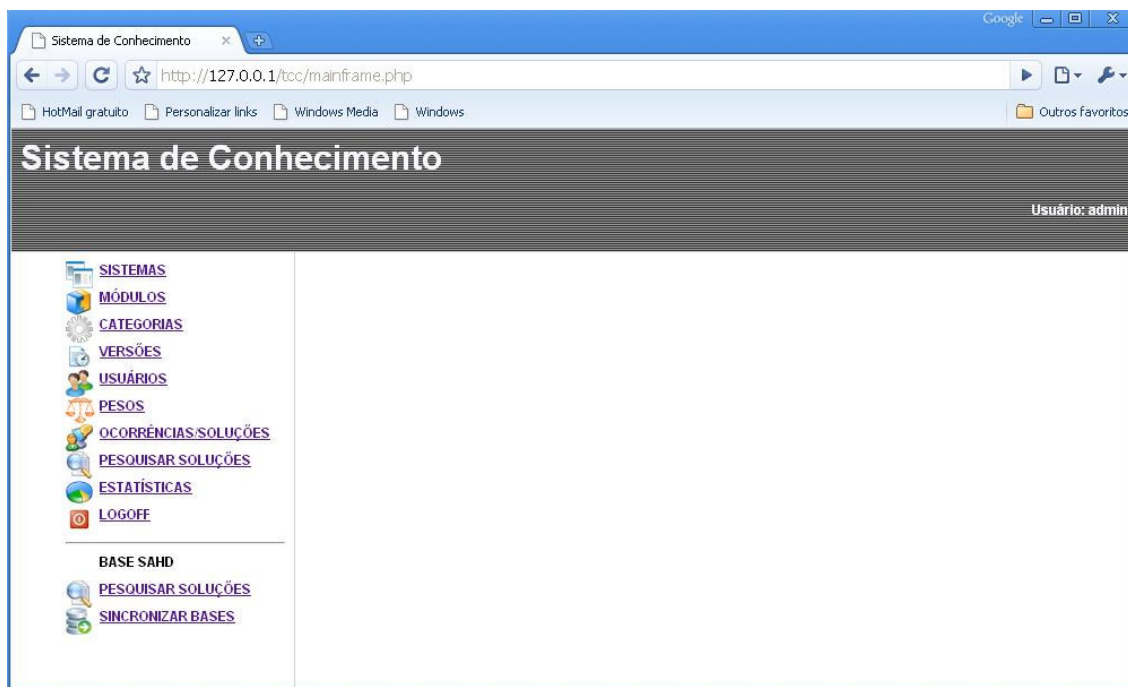 Google
Sistema de Conhecimento
http://127.0.0.1/tcc/mainframe.php
HotMail gratuito Personalizar links Windows Media Windows Outros favoritos
Sistema de Conhecimento
Usuário: admin
SISTEMAS
MÓDULOS
CATEGORIAS
VERSÕES
USUÁRIOS
PESOS
OCORRÊNCIAS/SOLUÇÕES
PESQUISAR SOLUÇÕES
ESTATÍSTICAS
LOGOFF
BASE SAHD
PESQUISAR SOLUÇÕES
SINCRONIZAR BASES